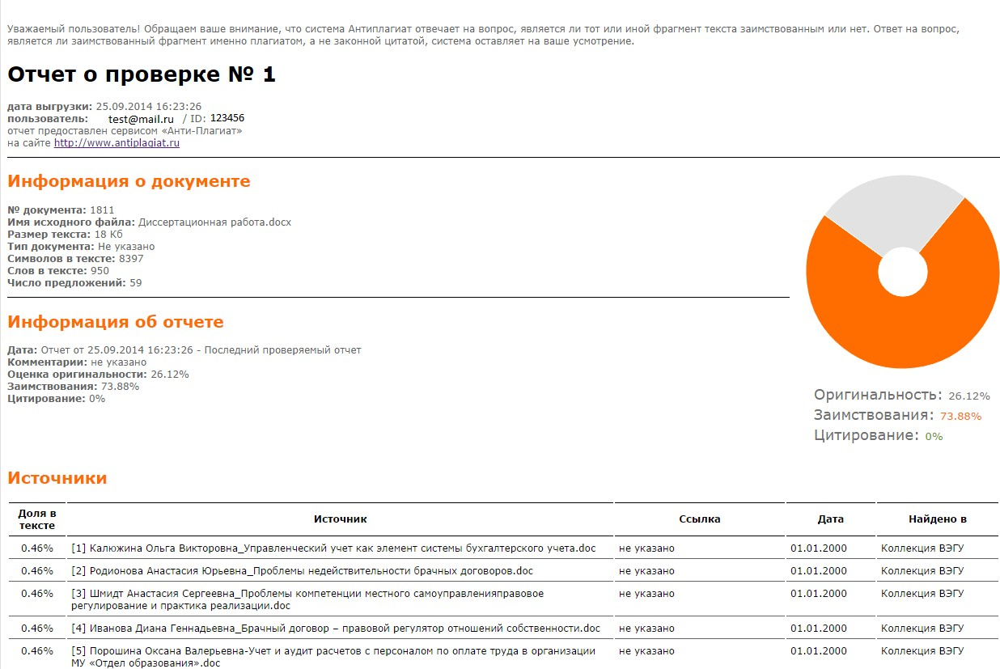 Уважаемый пользователь! Обращаем ваше внимание, что система Антиплагиат отвечает на вопрос, является ли тот или иной фрагмент текста заимствованным или нет. Ответ на вопрос,
является ли заимствованный фрагмент именно плагиатом, а не законной цитатой, система оставляет на ваше усмотрение.
Отчет о проверке № 1
дата выгрузки: 25.09.2014 16:23:26
пользователь: test@mail.ru / ID: 123456
отчет предоставлен сервисом «Анти-Плагиат»
на сайте http://www.antiplagiat.ru
Информация о документе
№ документа: 1811
Имя исходного файла: Диссертационная работа.docx
Размер текста: 18 Кб
Тип документа: Не указано
Символов в тексте: 8397
Слов в тексте: 950
Число предложений: 59
Информация об отчете
Дата: Отчет от 25.09.2014 16:23:26 - Последний проверяемый отчет
Комментарии: не указано
Оценка оригинальности: 26.12%
Заимствования: 73.88%
Цитирование: 0%
Оригинальность: 26.12%
Заимствования: 73.88%
Цитирование: 0%
Источники
Доля в
тексте
Источник
Ссылка
Дата
Найдено в
0.46% [1] Калюжина Ольга Викторовна_Управленческий учет как элемент системы бухгалтерского учета.doc не указано 01.01.2000 Коллекция ВЭГУ
0.46% [2] Родионова Анастасия Юрьевна_Проблемы недействительности брачных договоров.doc не указано 01.01.2000 Коллекция ВЭГУ
0.46% [3] Шмидт Анастасия Сергеевна_Проблемы компетенции местного самоуправленияправовое не указано 01.01.2000 Коллекция ВЭГУ
регулирование и практика реализации.doc
0.46% [4] Иванова Диана Геннадьевна_Брачный договор – правовой регулятор отношений собственности.doc не указано 01.01.2000 Коллекция ВЭГУ
0.46% [5] Порошина Оксана Валерьевна-Учет и аудит расчетов с персоналом по оплате труда в организации не указано 01.01.2000 Коллекция ВЭГУ
МУ «Отдел образования».doc